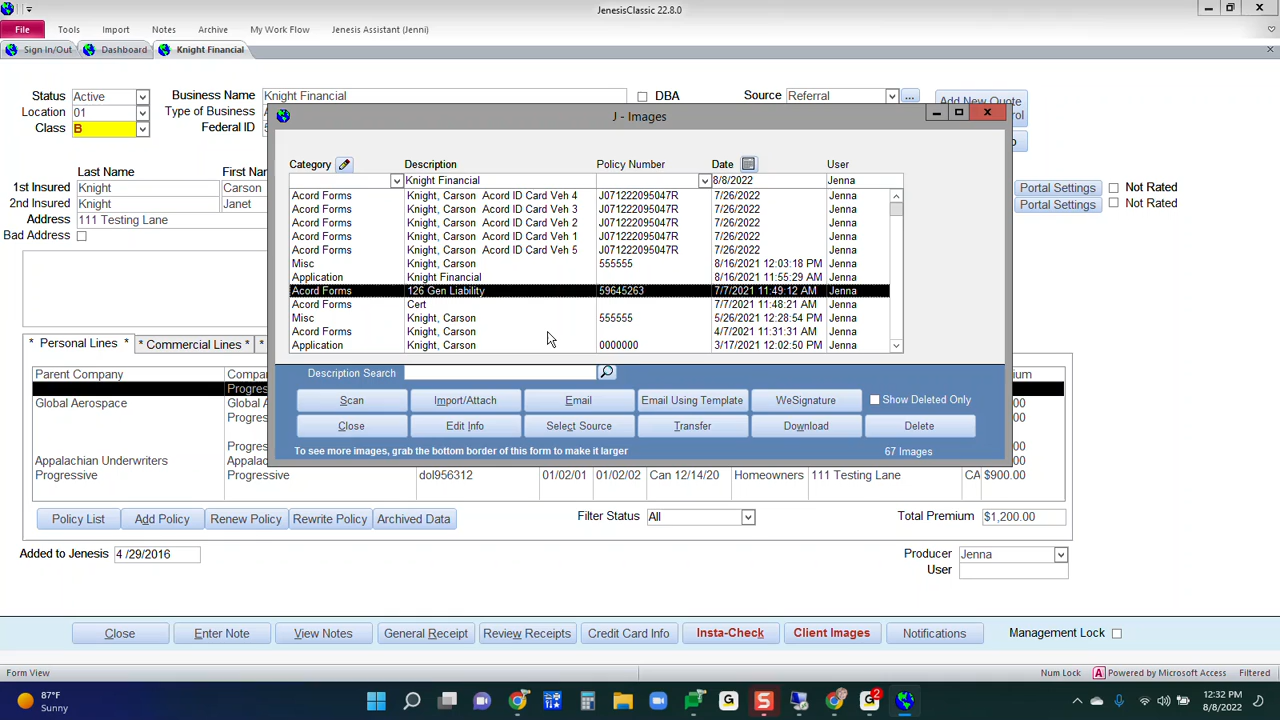 JenesisClassic 22.8.0
File Tools Import Notes Archive My Work Flow Jenesis Assistant (Jenni)
Sign In/Out Dashboard Knight Financial
Status Active Business Name Knight Financial DBA Source Referral ... Add New Quote
Location 01 Type of Business
Class B Federal ID
J - Images
Last Name First Nam
1st Insured Knight Carson Portal Settings Not Rated
2nd Insured Knight Janet Portal Settings Not Rated
Address 111 Testing Lane
Bad Address
Category Description Policy Number Date User
Knight Financial 8/8/2022 Jenna
Acord Forms Knight, Carson Acord ID Card Veh 4 J071222095047R 7/26/2022 Jenna
Acord Forms Knight, Carson Acord ID Card Veh 3 J071222095047R 7/26/2022 Jenna
Acord Forms Knight, Carson Acord ID Card Veh 2 J071222095047R 7/26/2022 Jenna
Acord Forms Knight, Carson Acord ID Card Veh 1 J071222095047R 7/26/2022 Jenna
Acord Forms Knight, Carson Acord ID Card Veh 5 J071222095047R 7/26/2022 Jenna
Misc Knight, Carson 555555 8/16/2021 12:03:18 PM Jenna
Application Knight Financial 8/16/2021 11:55:29 AM Jenna
Acord Forms 126 Gen Liability 59645263 7/7/2021 11:49:12 AM Jenna
Acord Forms Cert 7/7/2021 11:48:21 AM Jenna
Misc Knight, Carson 555555 5/26/2021 12:28:54 PM Jenna
Acord Forms Knight, Carson 4/7/2021 11:31:31 AM Jenna
Application Knight, Carson 0000000 3/17/2021 12:02:50 PM Jenna
Description Search
Scan Import/Attach Email Email Using Template WeSignature Show Deleted Only
Close Edit Info Select Source Transfer Download Delete
To see more images, grab the bottom border of this form to make it larger 67 Images
* Personal Lines * * Commercial Lines * *
Parent Company Compa mium
Progres
Global Aerospace Global A
Progres
Progres
Appalachian Underwriters Appalac
Progressive Progressive dol956312 01/02/01 01/02/02 Can 12/14/20 Homeowners 111 Testing Lane CA $900.00
Policy List Add Policy Renew Policy Rewrite Policy Archived Data Filter Status All Total Premium $1,200.00
Added to Jenesis 4 /29/2016 Producer Jenna
User
Close Enter Note View Notes General Receipt Review Receipts Credit Card Info Insta-Check Client Images Notifications Management Lock
Form View Num Lock Powered by Microsoft Access Filtered
87°F
Sunny
2
12:32 PM
8/8/2022